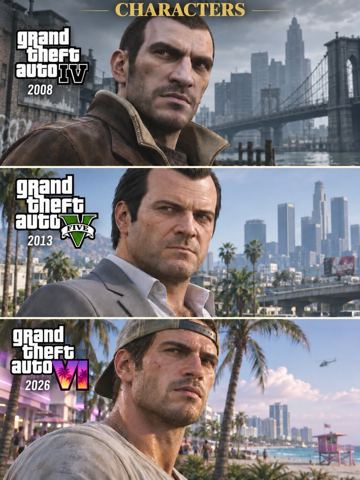 CHARACTERS
grand
theft
auto IV
2008
grand
theft
auto V
FIVE
2013
grand
theft
auto VI
2026